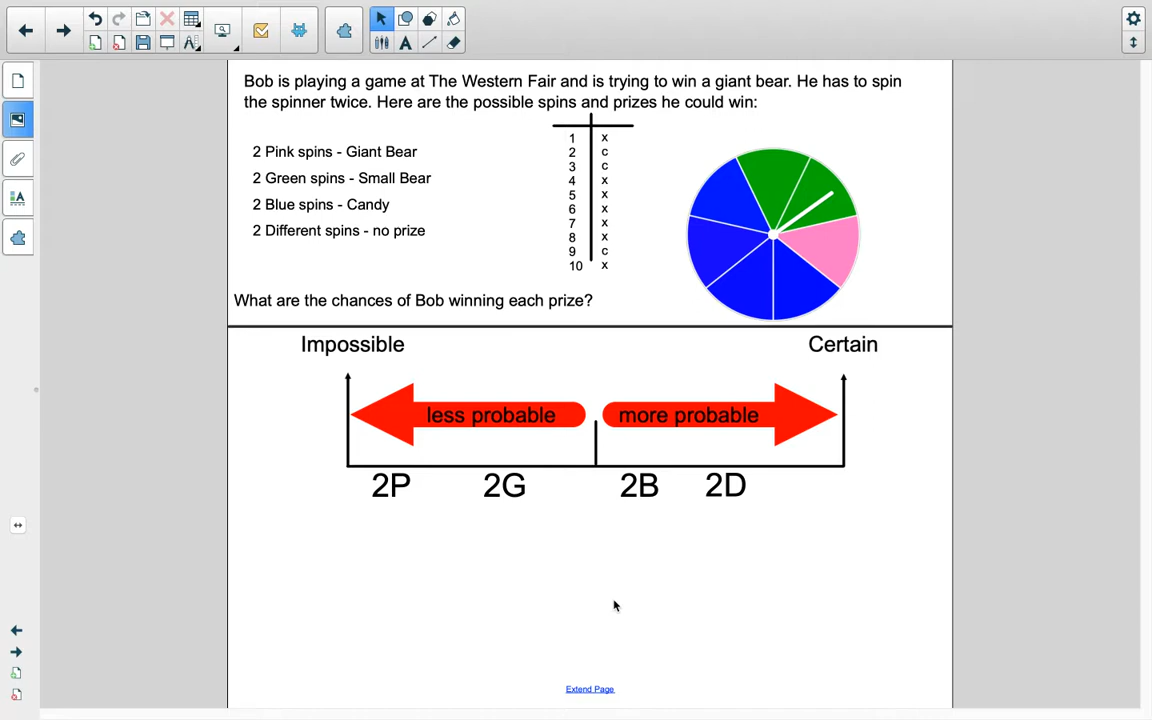 Bob is playing a game at The Western Fair and is trying to win a giant bear. He has to spin
the spinner twice. Here are the possible spins and prizes he could win:
2 Pink spins - Giant Bear
2 Green spins - Small Bear
2 Blue spins - Candy
2 Different spins - no prize
1 x
2 c
3 c
4 x
5 x
6 x
7 x
8 x
9 c
10 x
What are the chances of Bob winning each prize?
Impossible
Certain
less probable
more probable
2P
2G
2B
2D
Extend Page